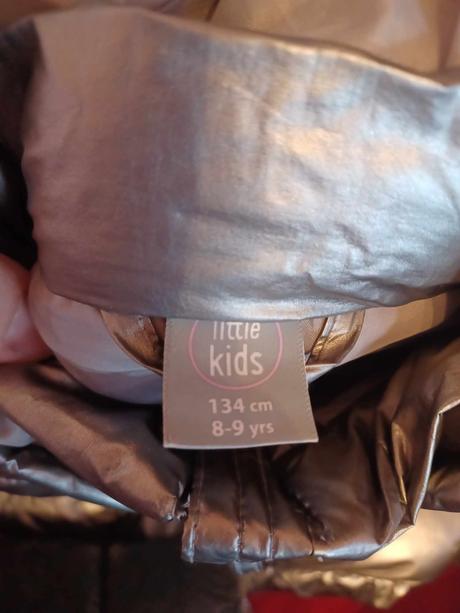 little
kids
134 cm
8-9 yrs